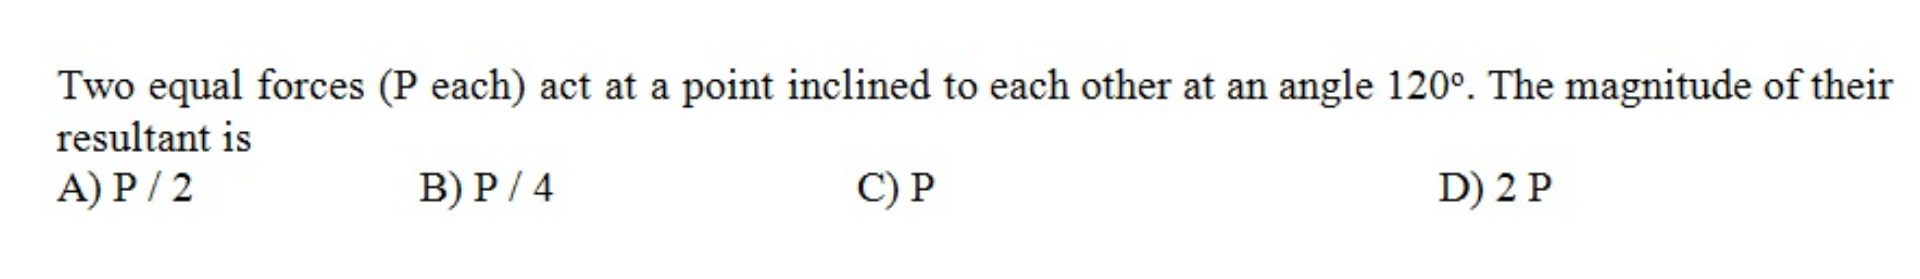 Two equal forces (P each) act at a point inclined to each other at an angle 120º. The magnitude of their
resultant is
A) P / 2 B) P / 4 C) P D) 2 P